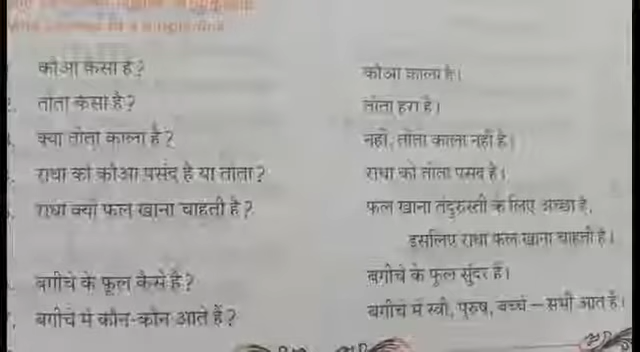 कौआ कैसा है? कौआ काला है।
तोता कैसा है? तोता हरा है।
क्या तोता काला है? नहीं, तोता काला नहीं है।
राधा को कौआ पसंद है या तोता? राधा को तोता पसंद है।
राधा क्यों फल खाना चाहती है? फल खाना तंदुरुस्ती के लिए अच्छा है,
इसलिए राधा फल खाना चाहती है।
बगीचे के फूल कैसे है? बगीचे के फूल सुंदर हैं।
बगीचे में कौन-कौन आते हैं? बगीचे में स्त्री, पुरुष, बच्चे – सभी आते हैं।